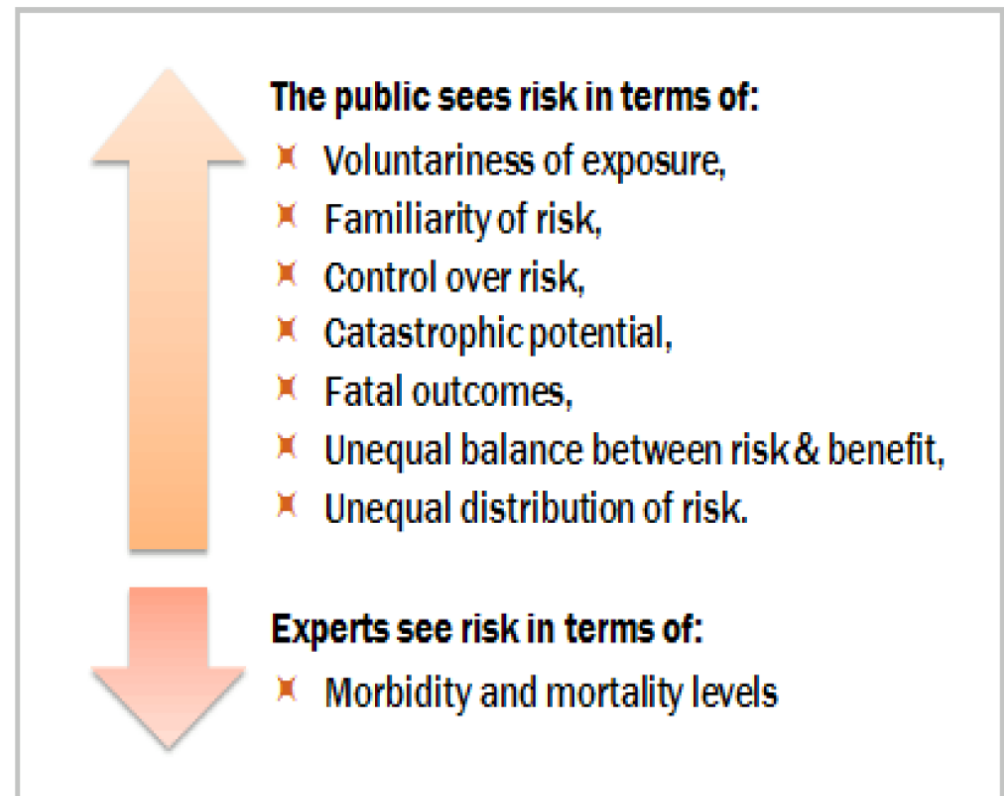 The public sees risk in terms of:
Voluntariness of exposure,
Familiarity of risk,
Control over risk,
Catastrophic potential,
Fatal outcomes,
Unequal balance between risk & benefit,
Unequal distribution of risk.
Experts see risk in terms of:
Morbidity and mortality levels